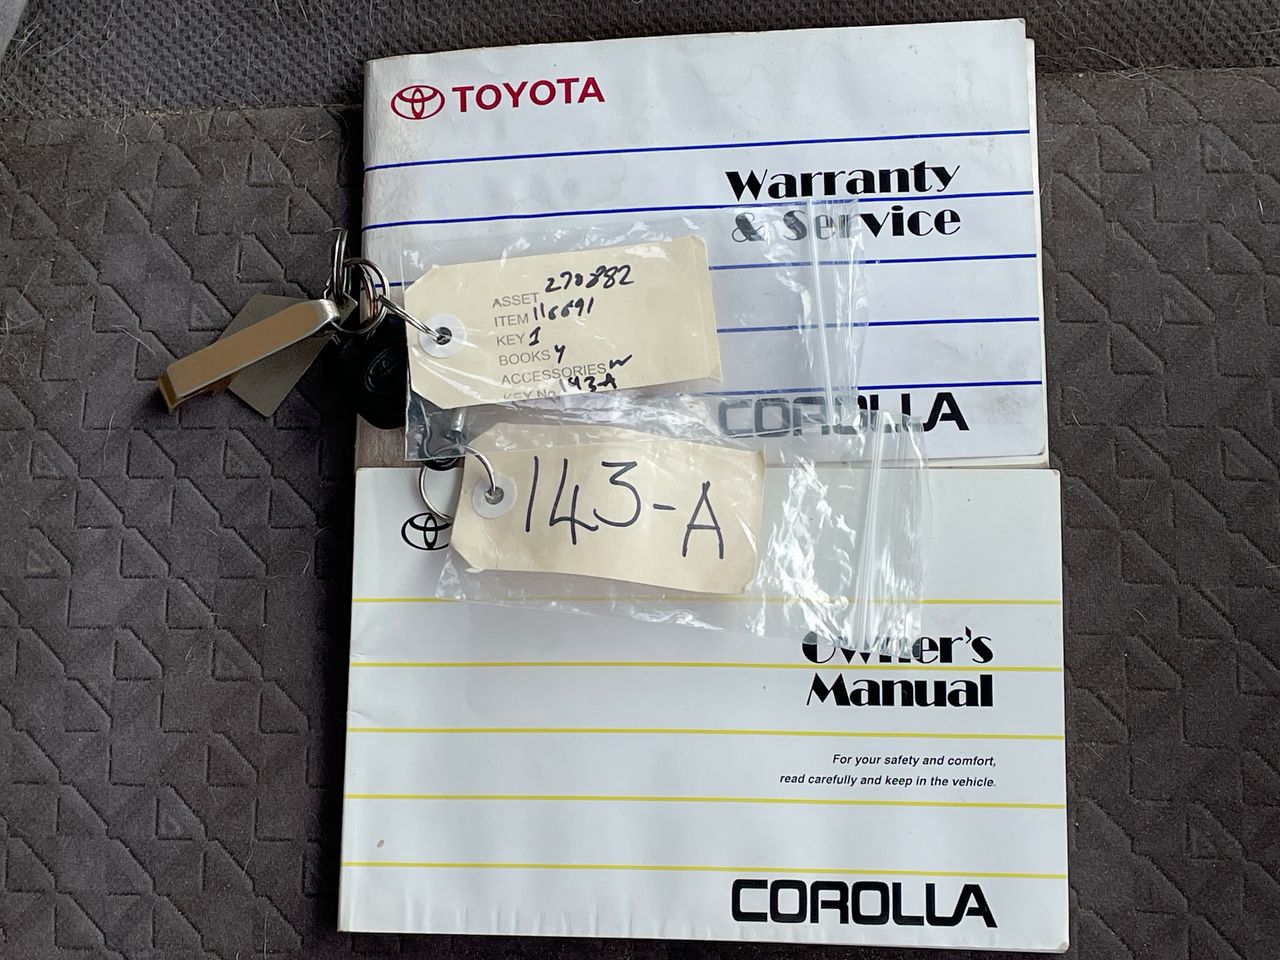 TOYOTA
Warranty
& Service
ASSET 270882
ITEM 116691
KEY 1
BOOKS Y
ACCESSORIES N
KEY No. 143-A
COROLLA
143-A
Owner's
Manual
For your safety and comfort,
read carefully and keep in the vehicle.
COROLLA